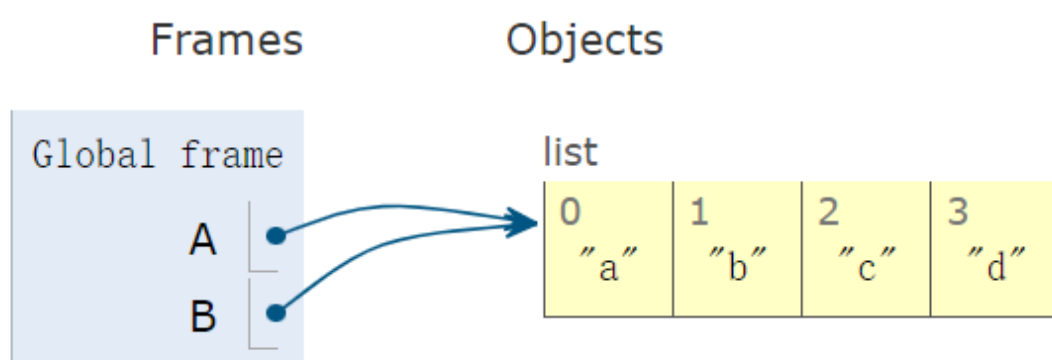 Frames Objects
Global frame
list
A
0 1 2 3
"a" "b" "c" "d"
B